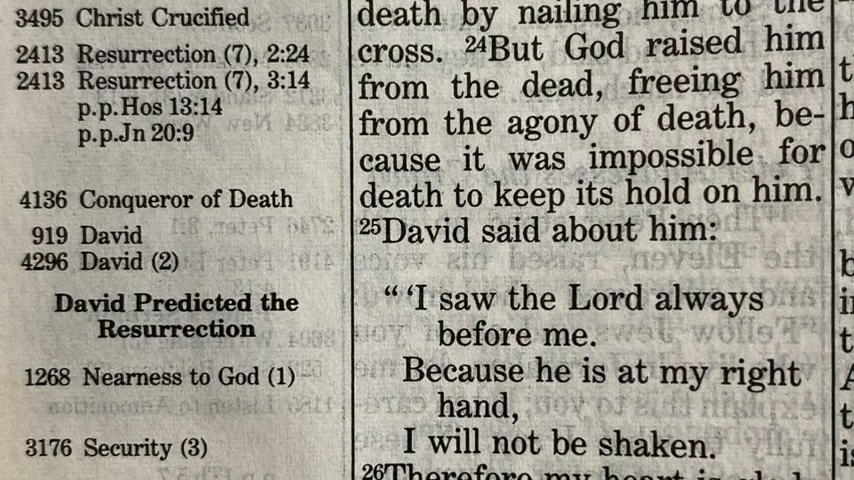 3495 Christ Crucified
2413 Resurrection (7), 2:24
2413 Resurrection (7), 3:14
p.p.Hos 13:14
p.p.Jn 20:9
4136 Conqueror of Death
919 David
4296 David (2)
David Predicted the
Resurrection
1268 Nearness to God (1)
3176 Security (3)
death by nailing him to the
cross. 24But God raised him
from the dead, freeing him
from the agony of death, be-
cause it was impossible for
death to keep its hold on him.
25David said about him:
“ ‘I saw the Lord always
before me.
Because he is at my right
hand,
I will not be shaken.
26Therefore my heart is glad